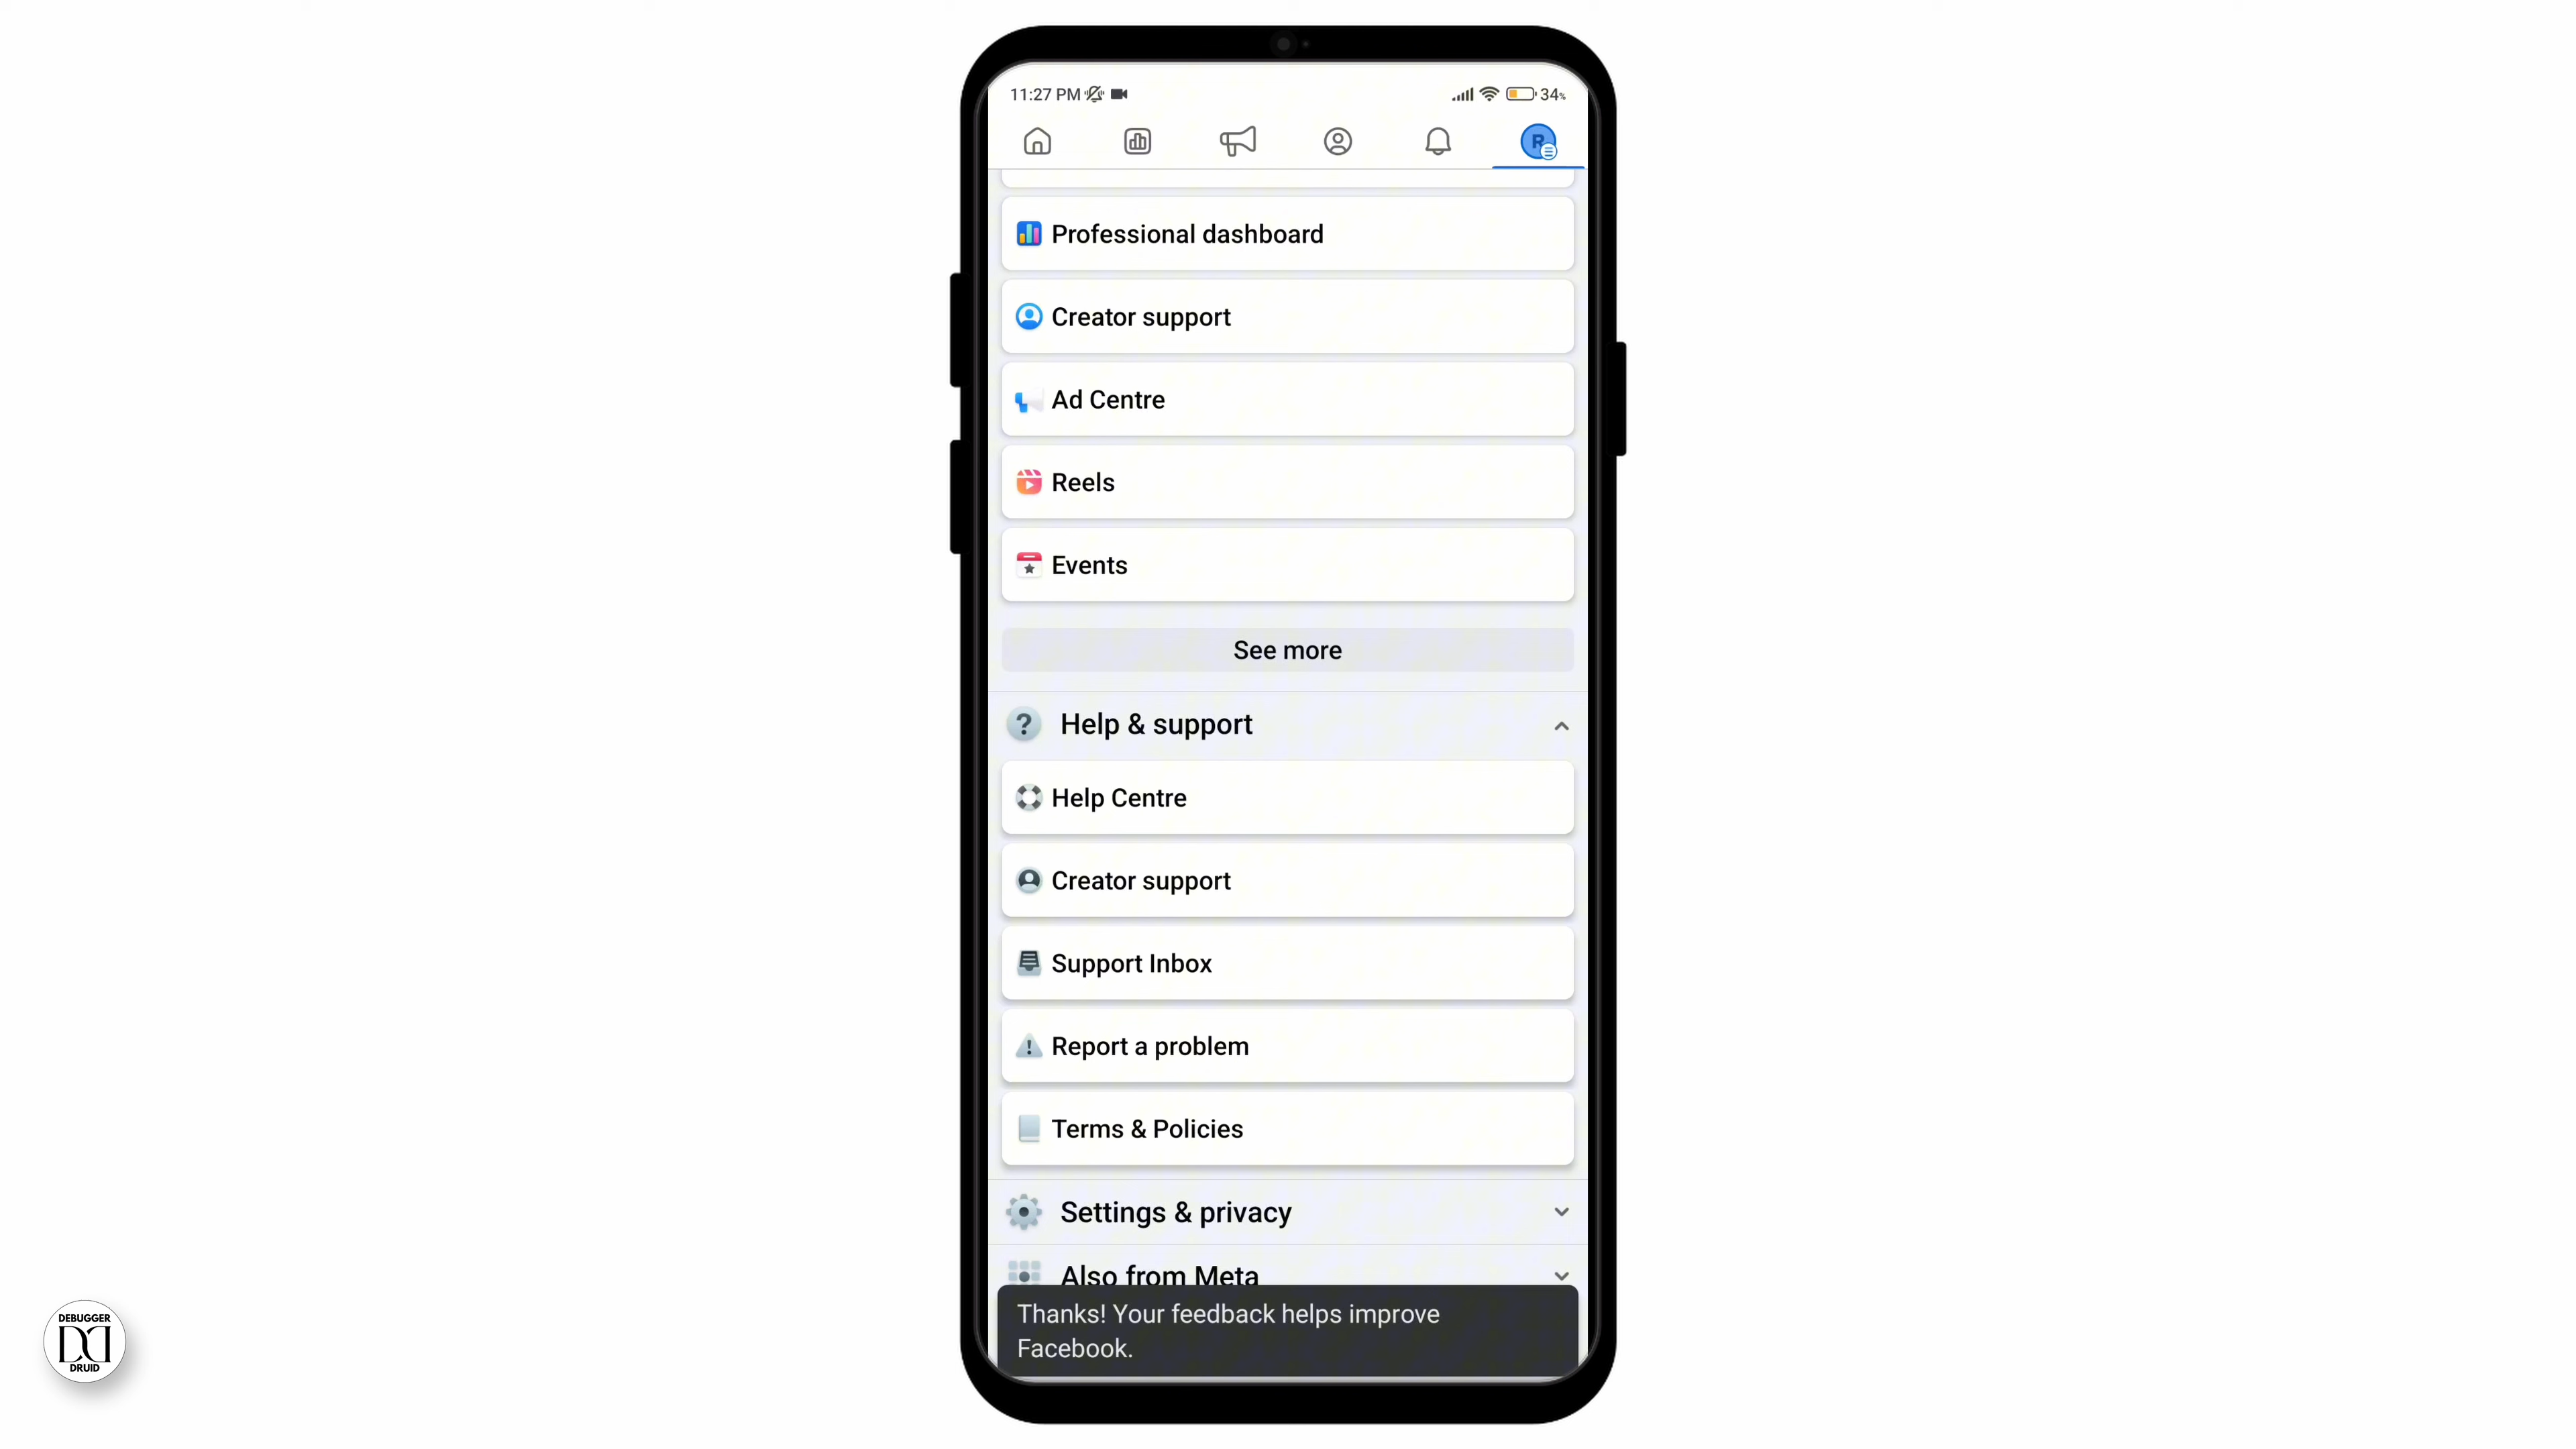 11:27 PM
34%
R
Professional dashboard
Creator support
Ad Centre
Reels
Events
See more
? Help & support
Help Centre
Creator support
Support Inbox
Report a problem
Terms & Policies
Settings & privacy
Also from Meta
Thanks! Your feedback helps improve
Facebook.
DEBUGGER
DD
DRUID